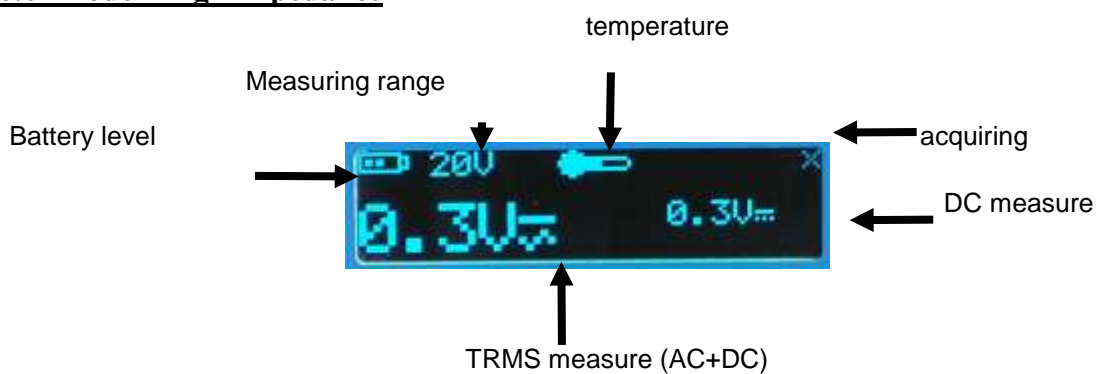 temperature
Measuring range
Battery level
acquiring
20V
DC measure
0.3V
0.3V
TRMS measure (AC+DC)